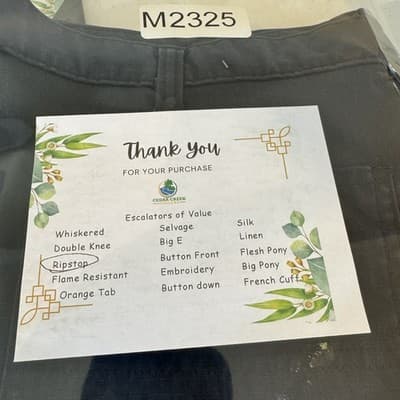 M2325
Thank You
FOR YOUR PURCHASE
CEDAR CREEK
Escalators of Value
Whiskered
Double Knee
Ripstop
Flame Resistant
Orange Tab
Selvage
Big E
Button Front
Embroidery
Button down
Silk
Linen
Flesh Pony
Big Pony
French Cuff